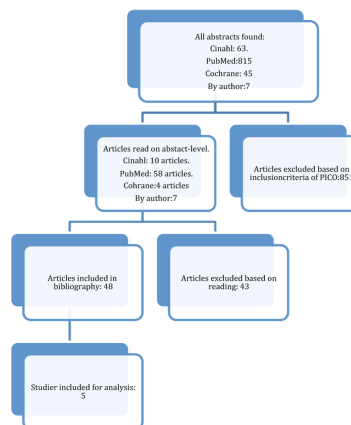 All abstracts found:
Cinahl: 63.
PubMed:815
Cochrane: 45
By author:7
Articles read on abstact-level.
Cinahl: 10 articles.
PubMed: 58 articles.
Cohrane:4 articles
By author:7
Articles excluded based on
inclusioncriteria of PICO:851
Articles included in
bibliography: 48
Articles excluded based on
reading: 43
Studier included for analysis:
5